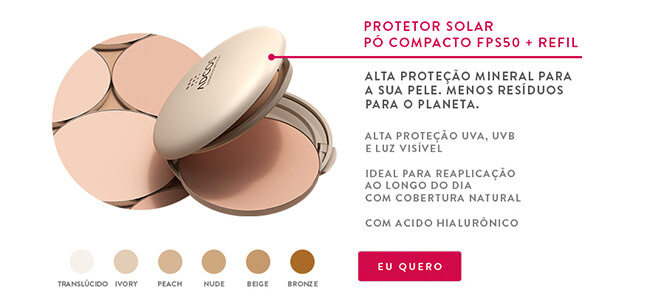 PROTETOR SOLAR
PÓ COMPACTO FPS50 + REFIL
ADCOS
ALTA PROTEÇÃO MINERAL PARA
A SUA PELE. MENOS RESÍDUOS
PARA O PLANETA.
ALTA PROTEÇÃO UVA, UVB
E LUZ VISÍVEL
IDEAL PARA REAPLICAÇÃO
AO LONGO DO DIA
COM COBERTURA NATURAL
COM ACIDO HIALURÔNICO
TRANSLÚCIDO IVORY PEACH NUDE BEIGE BRONZE
EU QUERO